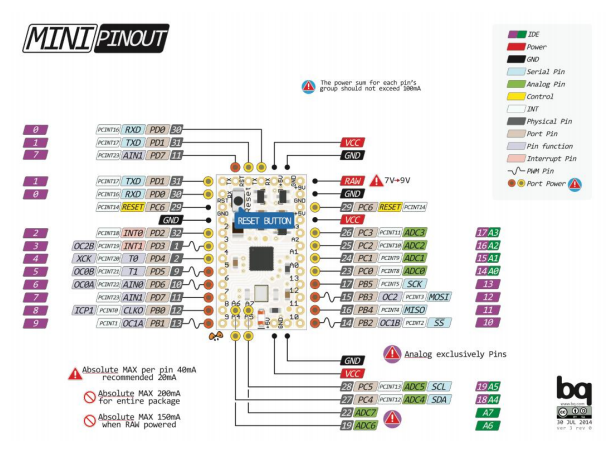 MINI PINOUT
The power sum for each pin's
group should not exceed 100mA
IDE
Power
GND
Serial Pin
Analog Pin
Control
INT
Physical Pin
Port Pin
Pin function
Interrupt Pin
PWM Pin
Port Power
0 PCINT16 RXD PD0 30
1 PCINT17 TXD PD1 31
7 PCINT23 AIN1 PD7 11
VCC
GND
1 PCINT17 TXD PD1 31
0 PCINT16 RXD PD0 30
PCINT14 RESET PC6 29
GND
2 PCINT18 INT0 PD2 32
3 OC2B PCINT19 INT1 PD3 1
4 XCK PCINT20 T0 PD4 2
5 OC0B PCINT21 T1 PD5 9
6 OC0A PCINT22 AIN0 PD6 10
7 PCINT23 AIN1 PD7 11
8 ICP1 PCINT0 CLKO PB0 12
9 PCINT1 OC1A PB1 13
RESET BUTTON
RAW 7V+9V
GND
29 PC6 RESET PCINT14
VCC
26 PC3 PCINT11 ADC3 17 A3
25 PC2 PCINT10 ADC2 16 A2
24 PC1 PCINT9 ADC1 15 A1
23 PC0 PCINT8 ADC0 14 A0
17 PB5 PCINT5 SCK 13
15 PB3 OC2 PCINT3 MOSI 12
16 PB4 PCINT4 MISO 11
14 PB2 OC1B PCINT2 SS 10
Analog exclusively Pins
GND
VCC
28 PC5 PCINT13 ADC5 SCL 19 A5
27 PC4 PCINT12 ADC4 SDA 18 A4
22 ADC7 A7
19 ADC6 A6
Absolute MAX per pin 40mA
recommended 20mA
Absolute MAX 200mA
for entire package
Absolute MAX 150mA
when RAW powered
bq
www.bq.com
30 JUL 2014
ver 1 rev 0